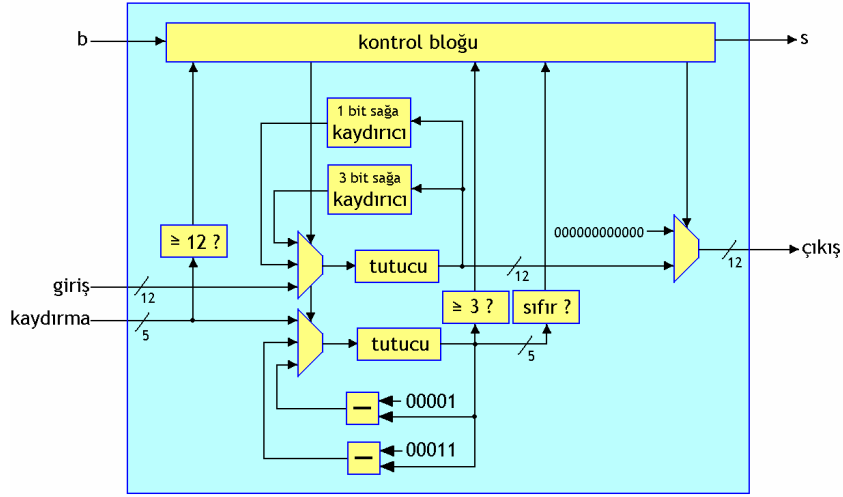 b
kontrol bloğu
s
1 bit sağa
kaydırıcı
3 bit sağa
kaydırıcı
≥ 12 ?
000000000000
çıkış
12
tutucu
12
giriş
12
≥ 3 ?
sıfır ?
kaydırma
5
tutucu
5
—
00001
—
00011